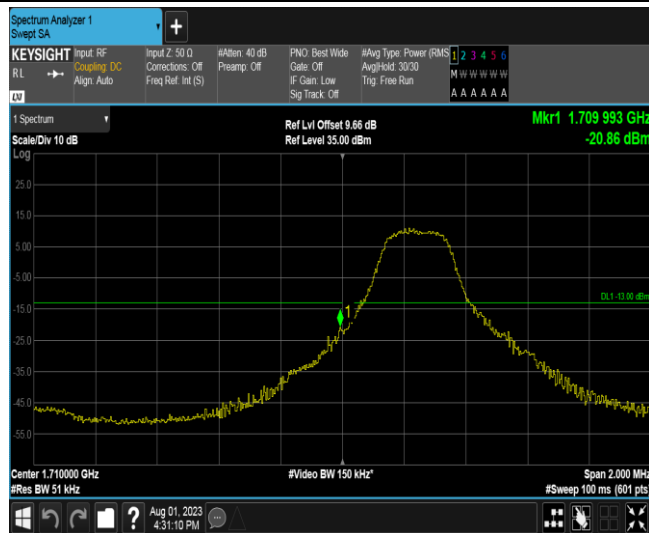 Spectrum Analyzer 1
Swept SA
+
KEYSIGHT
RL
Input: RF
Coupling: DC
Align: Auto
Input Z: 50 Ω
Corrections: Off
Freq Ref: Int (S)
#Atten: 40 dB
Preamp: Off
PNO: Best Wide
Gate: Off
IF Gain: Low
Sig Track: Off
#Avg Type: Power (RMS
Avg|Hold: 30/30
Trig: Free Run
1 2 3 4 5 6
M W W W W W
A A A A A A
1 Spectrum
Scale/Div 10 dB
Log
Ref Lvl Offset 9.66 dB
Ref Level 35.00 dBm
Mkr1 1.709 993 GHz
-20.86 dBm
25.0
15.0
5.00
-5.00
-15.0
-25.0
-35.0
-45.0
-55.0
DL1 -13.00 dBm
1
Center 1.710000 GHz
#Res BW 51 kHz
#Video BW 150 kHz*
Span 2.000 MHz
#Sweep 100 ms (601 pts)
?
Aug 01, 2023
4:31:10 PM